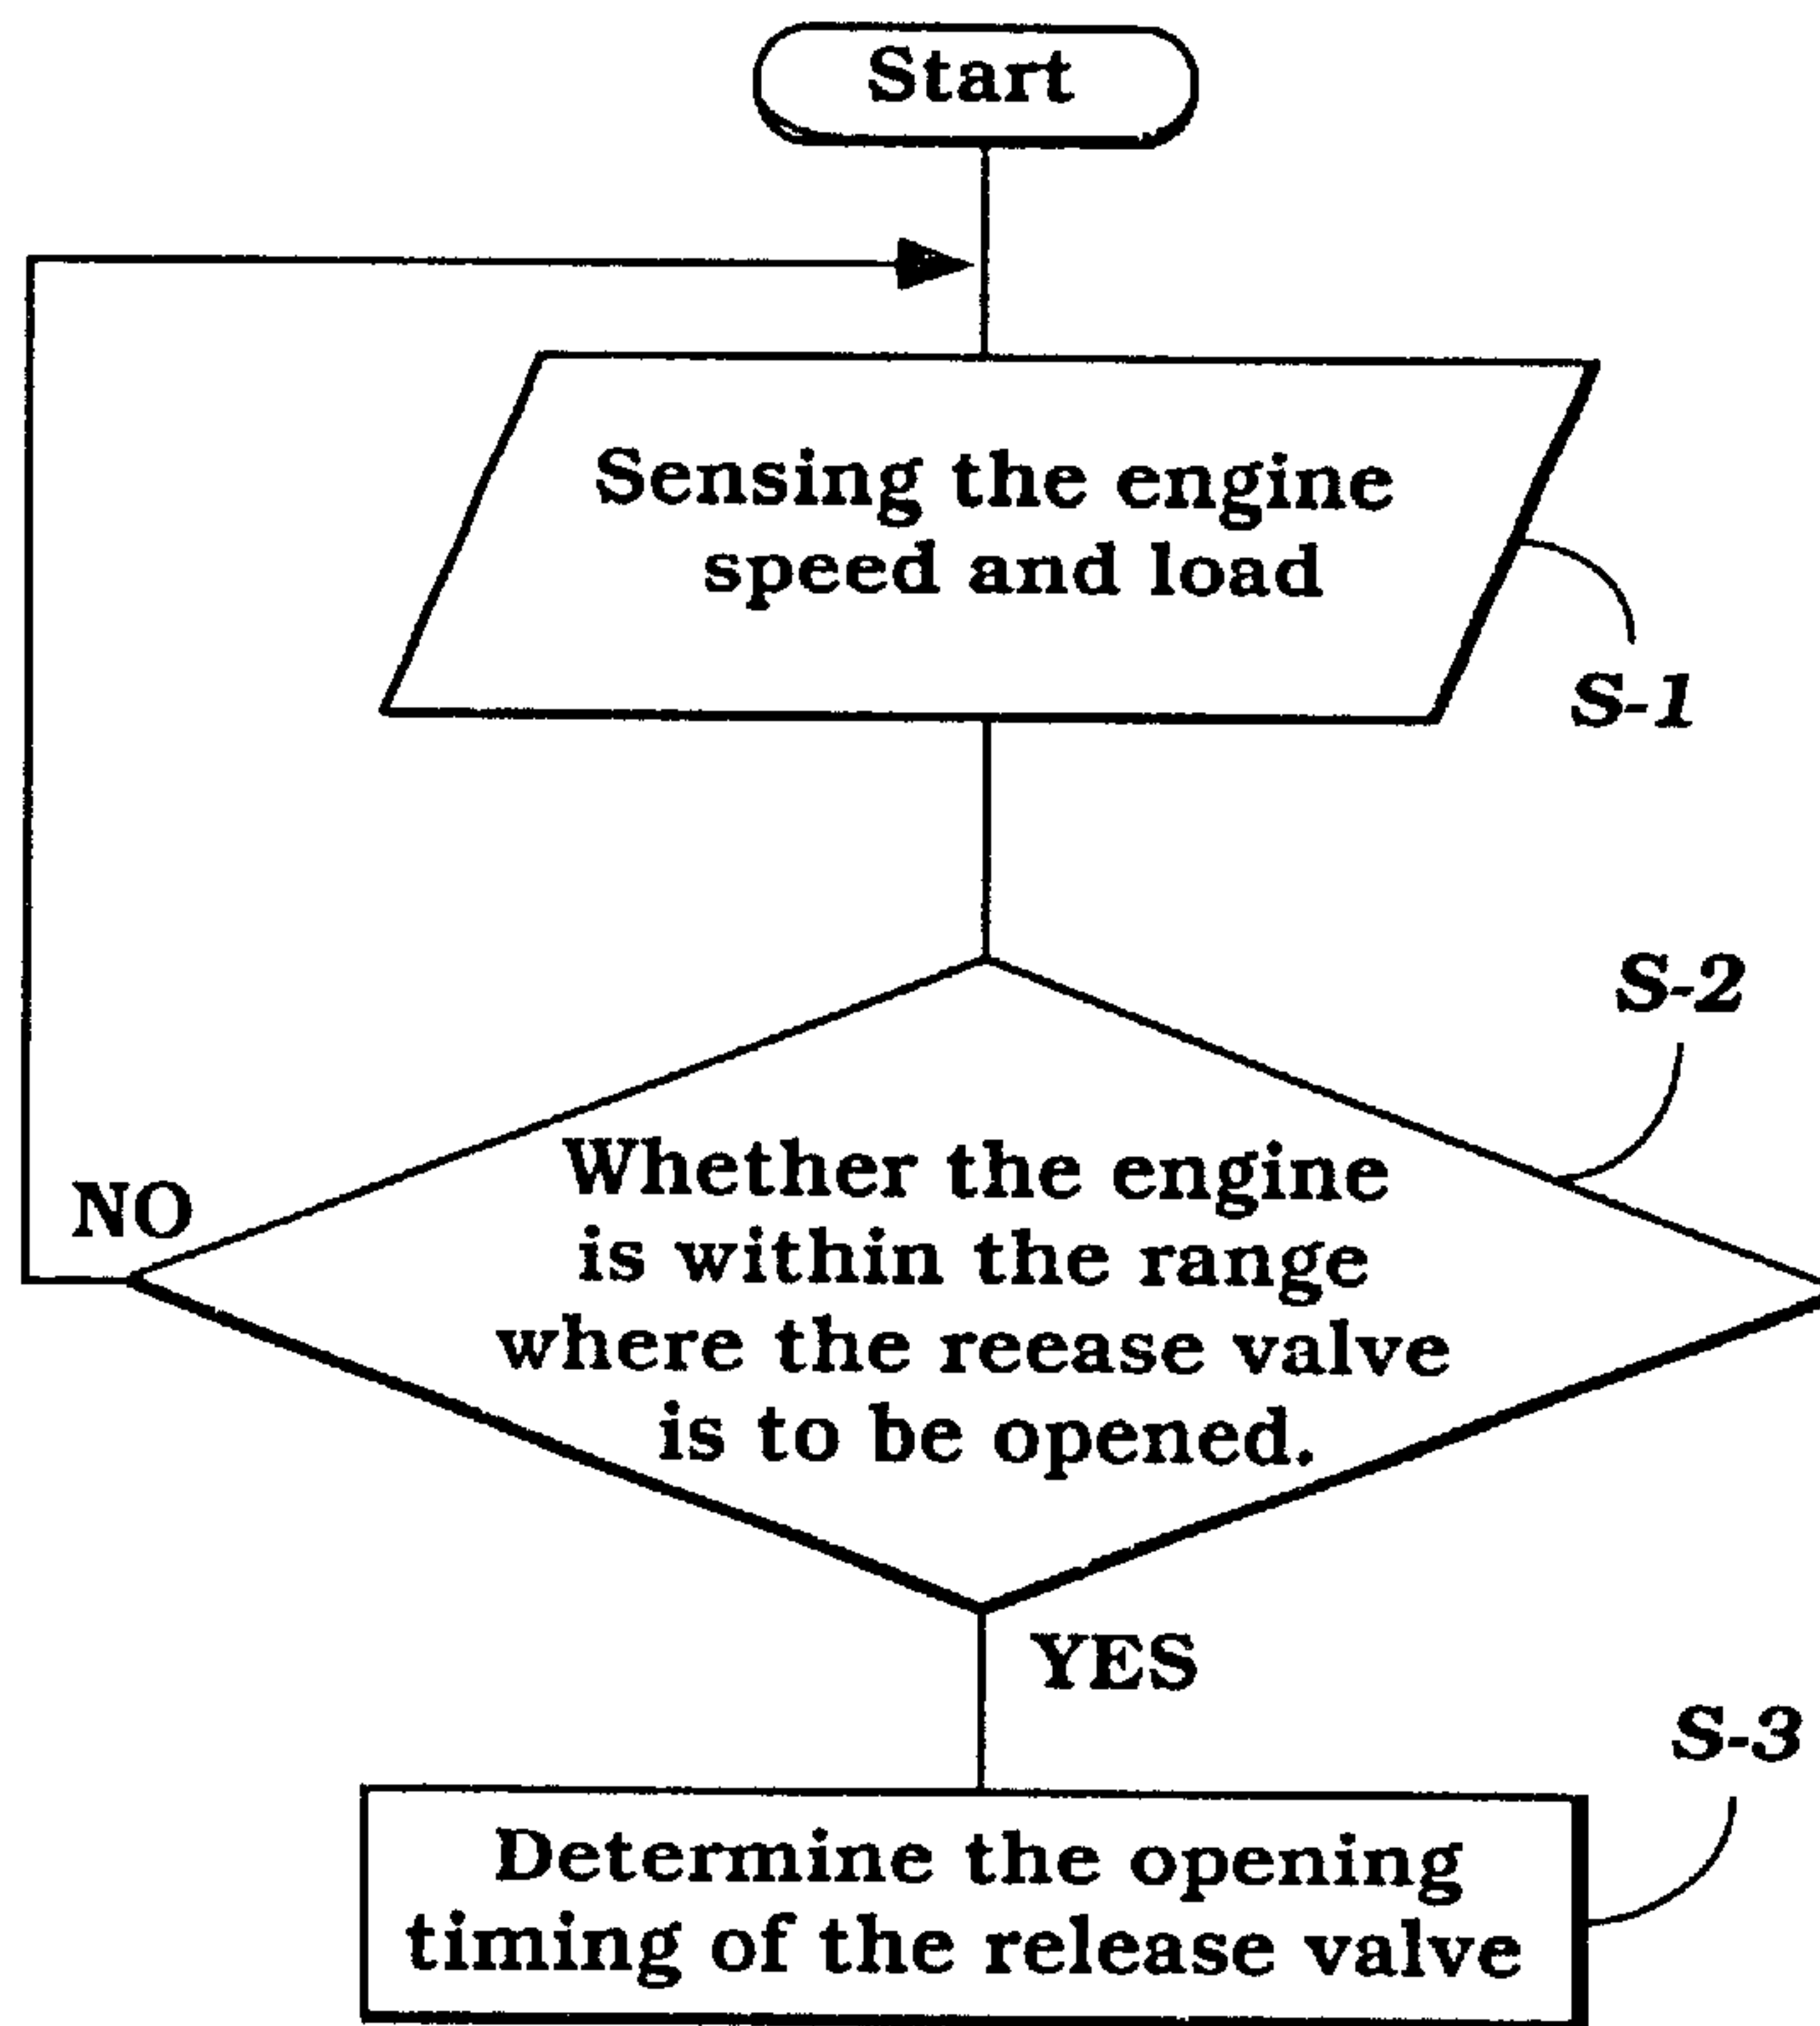 Start
Sensing the engine
speed and load
S-1
S-2
Whether the engine
is within the range
where the reease valve
is to be opened.
NO
YES
S-3
Determine the opening
timing of the release valve